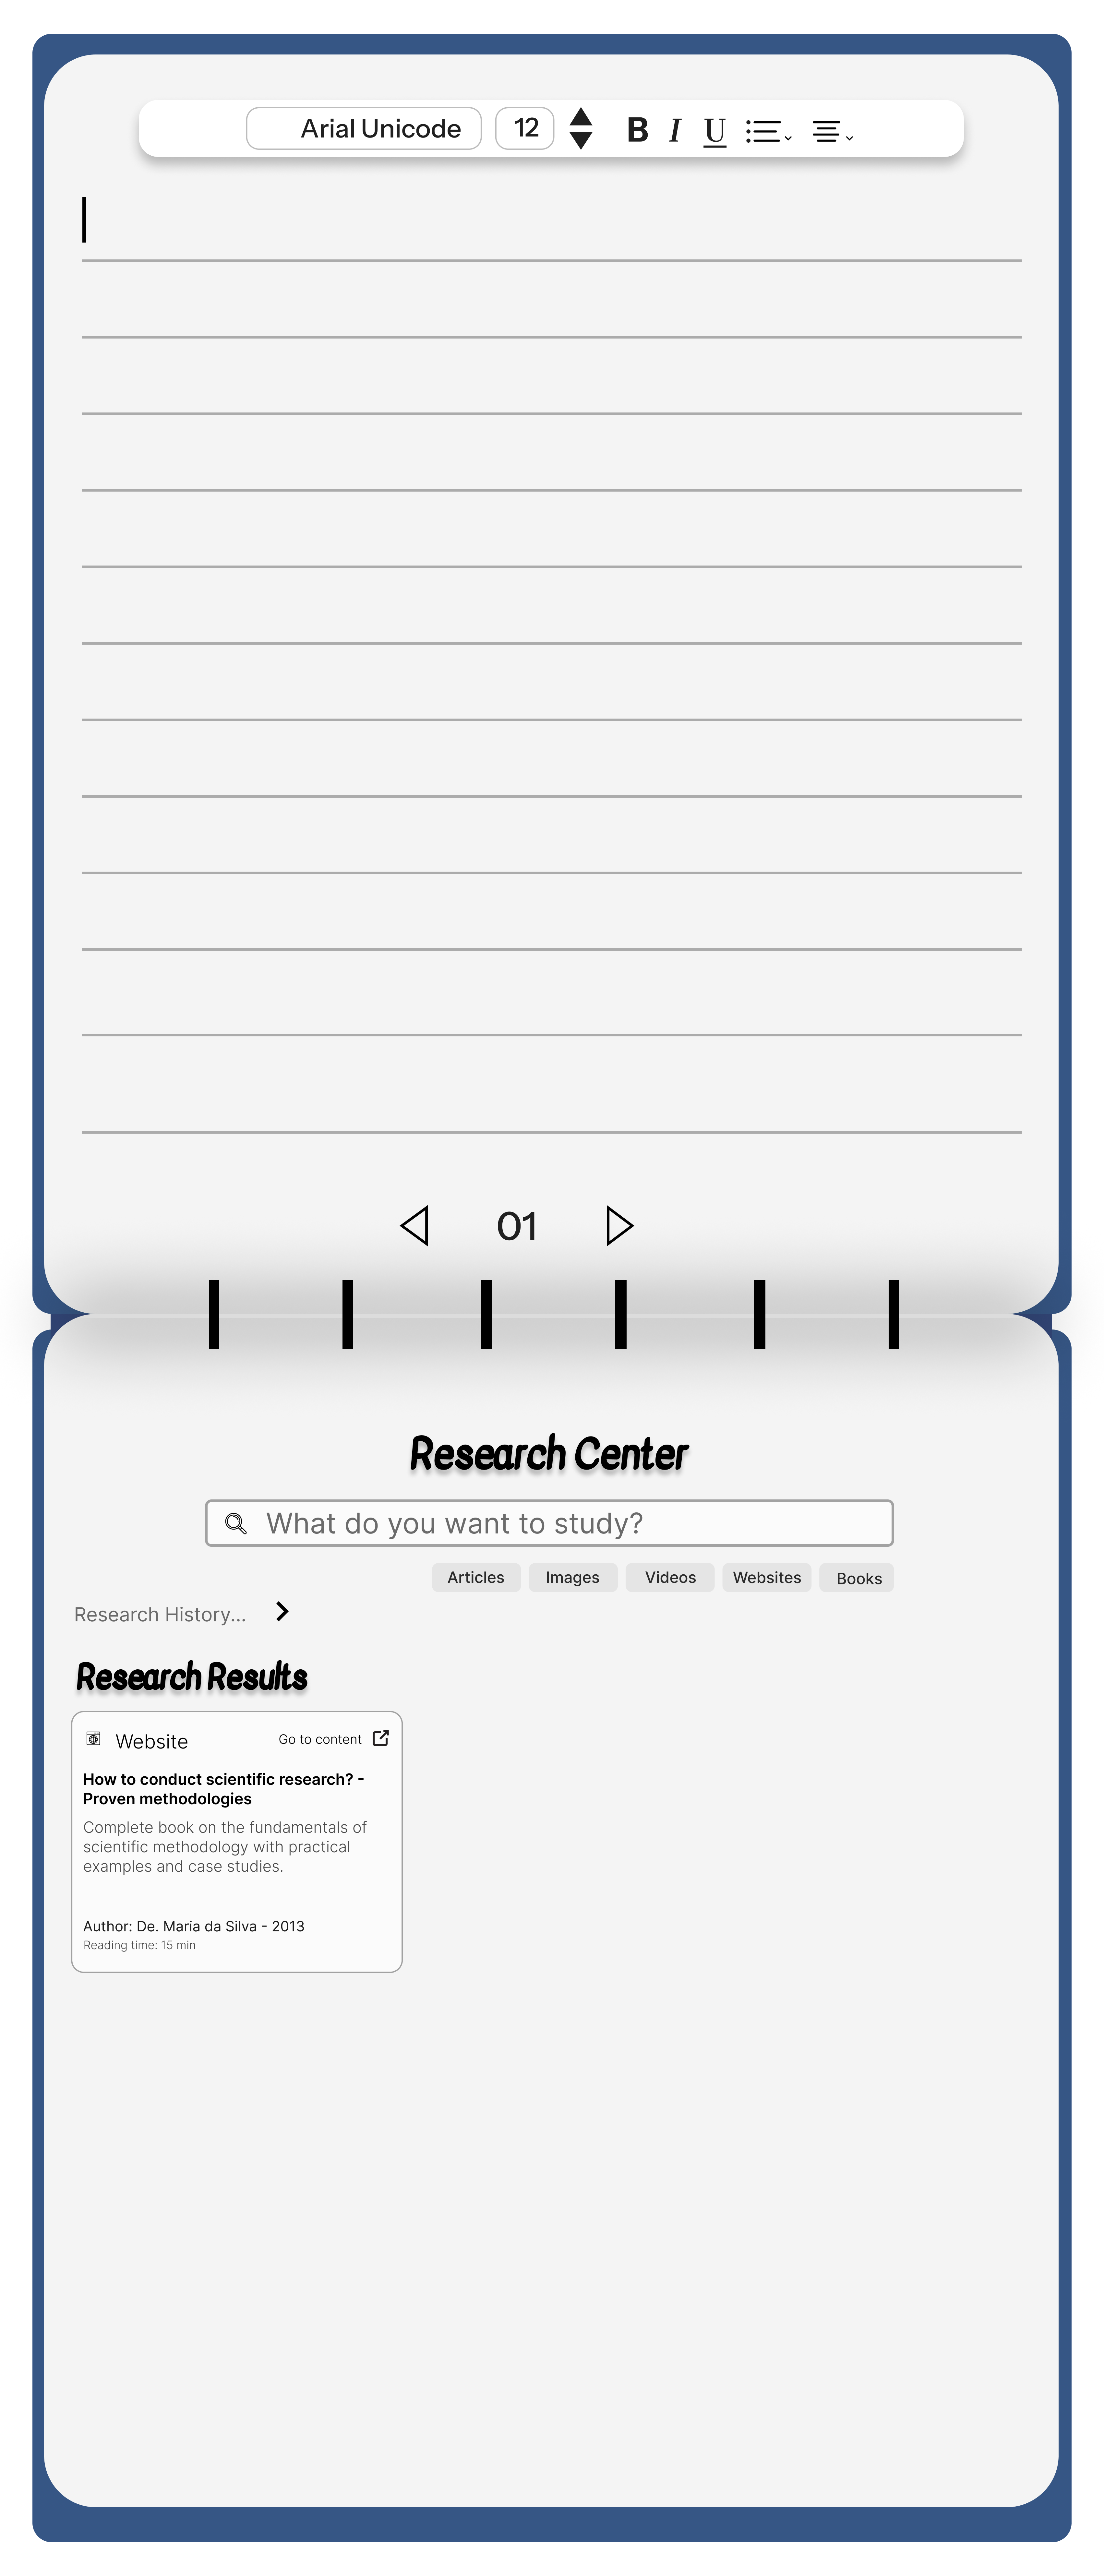 Arial Unicode 12 B I U
01
Research Center
What do you want to study?
Articles Images Videos Websites Books
Research History...
Research Results
Website Go to content
How to conduct scientific research? -
Proven methodologies
Complete book on the fundamentals of
scientific methodology with practical
examples and case studies.
Author: De. Maria da Silva - 2013
Reading time: 15 min